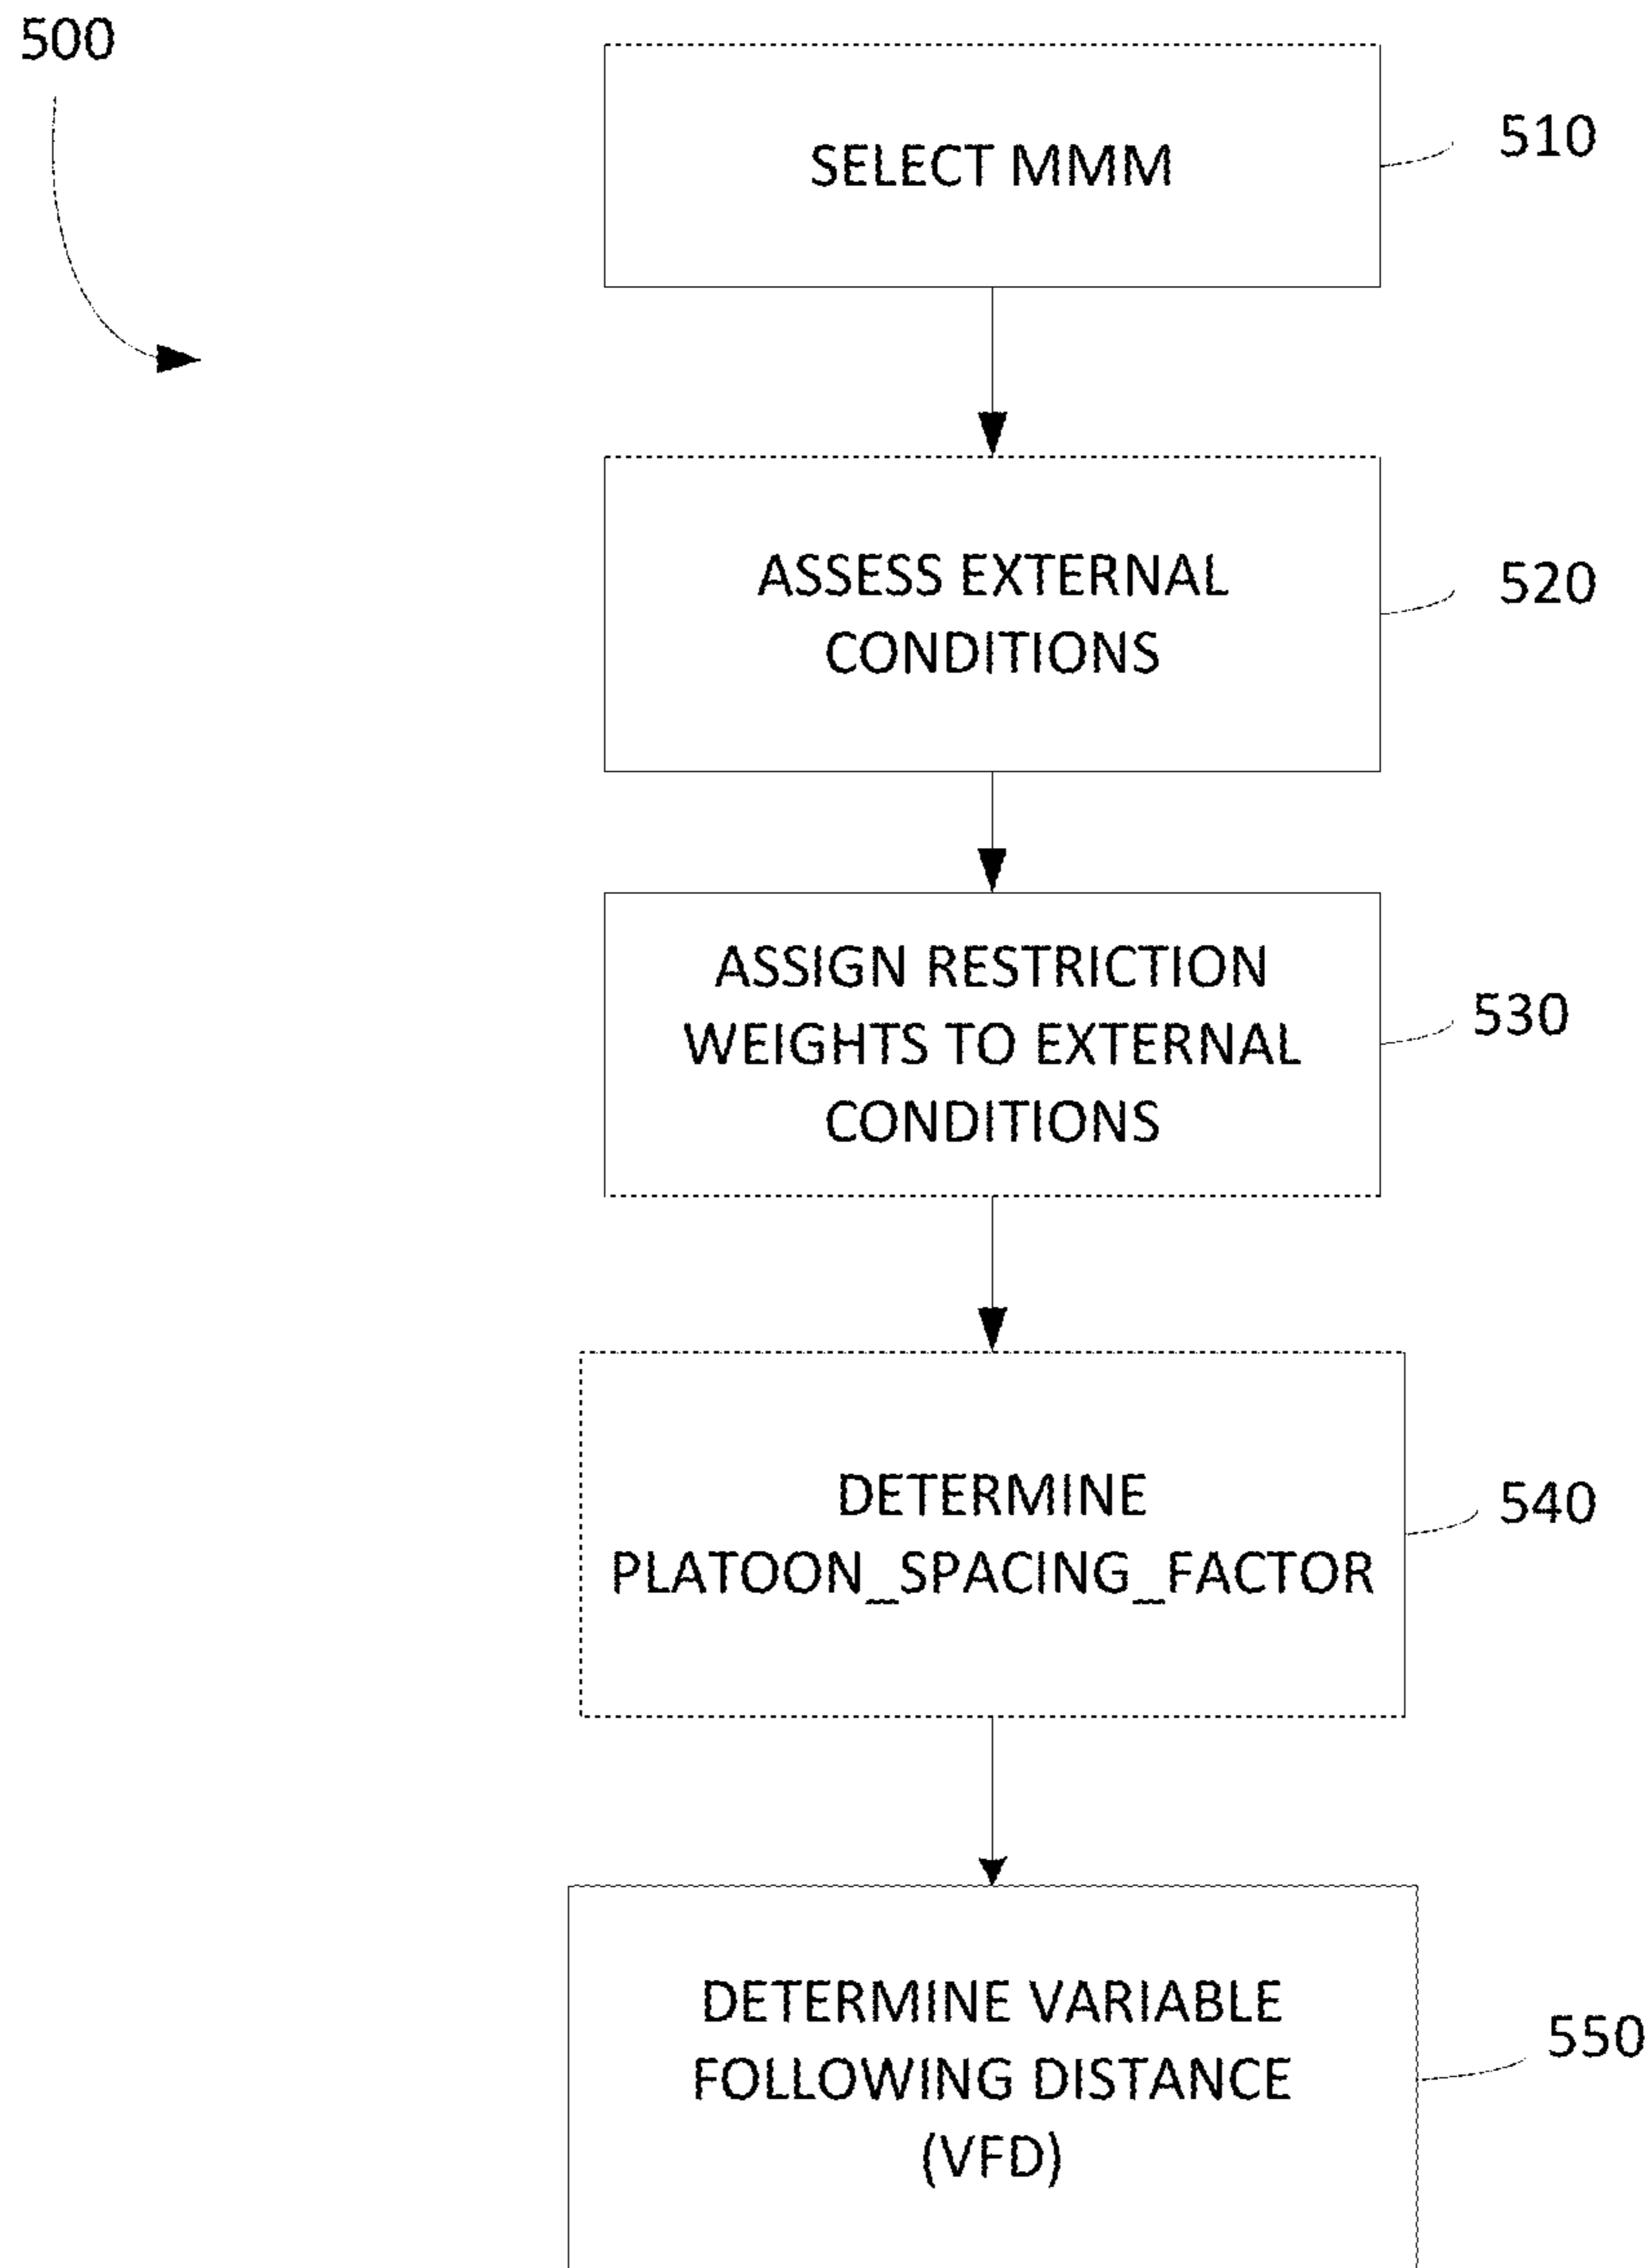 500
SELECT MMM
510
ASSESS EXTERNAL
CONDITIONS
520
ASSIGN RESTRICTION
WEIGHTS TO EXTERNAL
CONDITIONS
530
DETERMINE
PLATOON_SPACING_FACTOR
540
DETERMINE VARIABLE
FOLLOWING DISTANCE
(VFD)
550